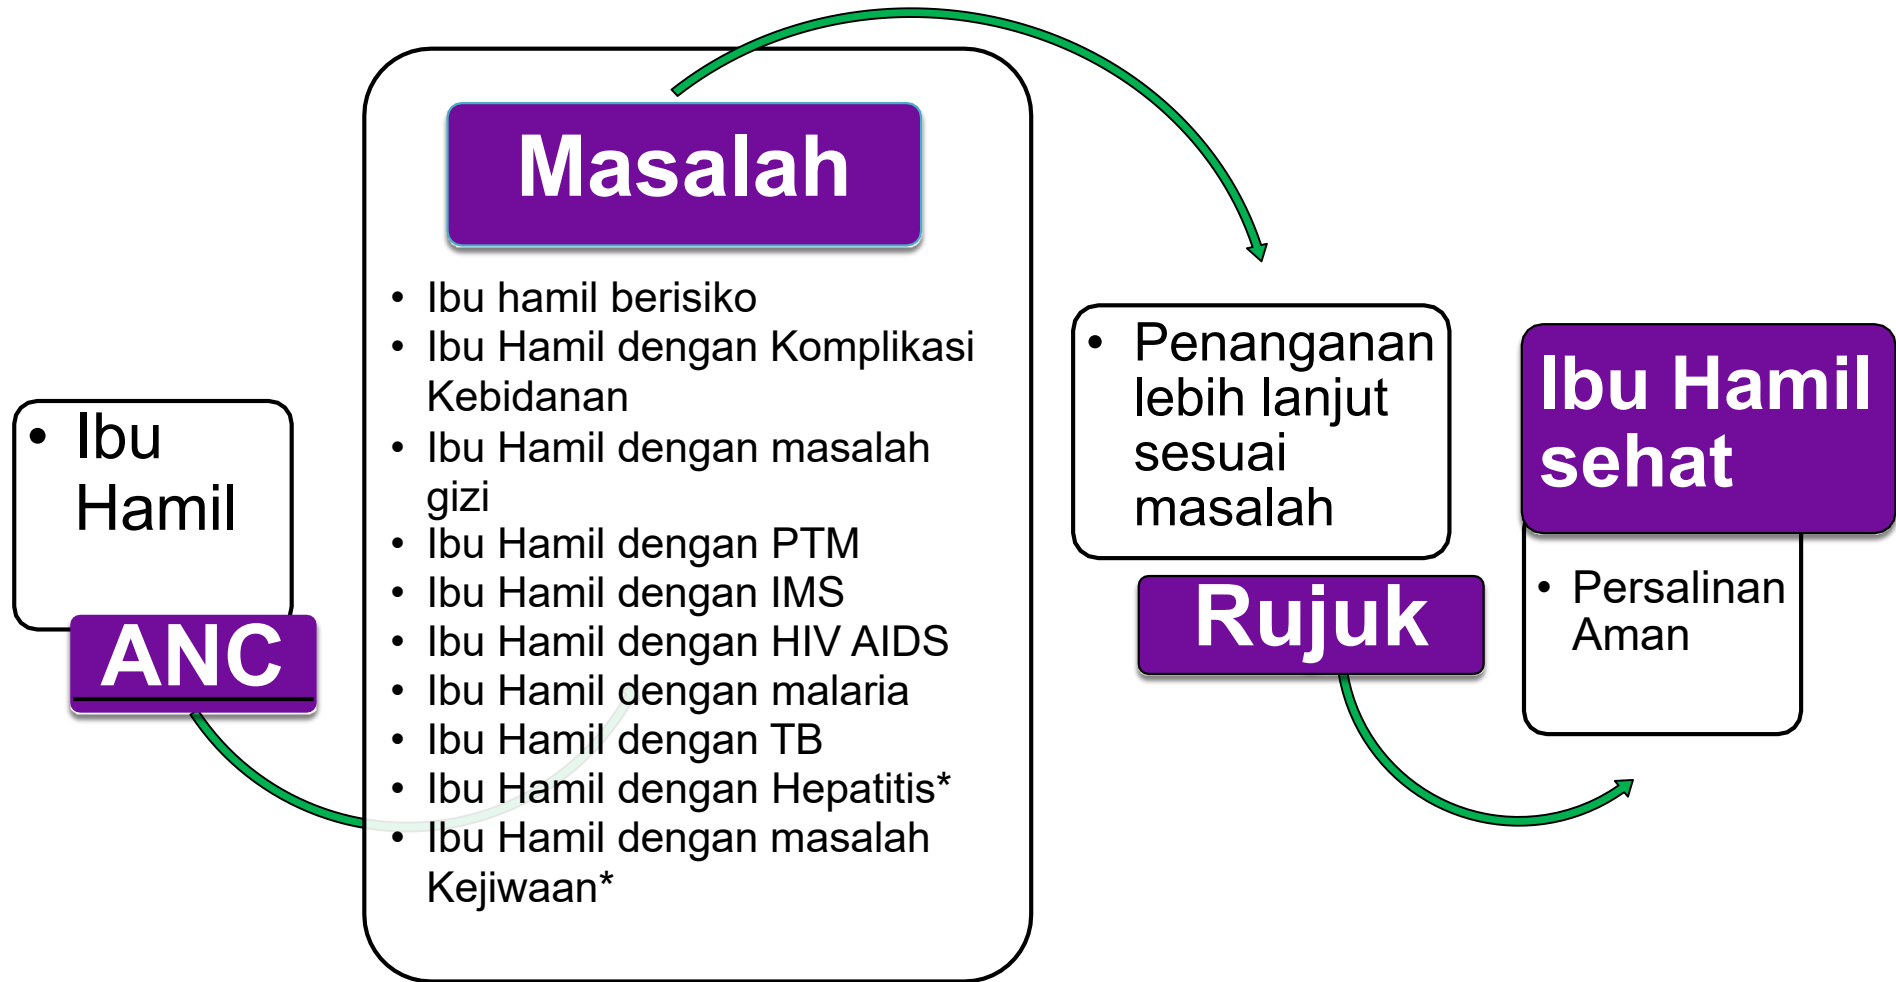 • Ibu
Hamil
ANC
Masalah
• Ibu hamil berisiko
• Ibu Hamil dengan Komplikasi
Kebidanan
• Ibu Hamil dengan masalah
gizi
• Ibu Hamil dengan PTM
• Ibu Hamil dengan IMS
• Ibu Hamil dengan HIV AIDS
• Ibu Hamil dengan malaria
• Ibu Hamil dengan TB
• Ibu Hamil dengan Hepatitis*
• Ibu Hamil dengan masalah
Kejiwaan*
• Penanganan
lebih lanjut
sesuai
masalah
Rujuk
Ibu Hamil
sehat
• Persalinan
Aman